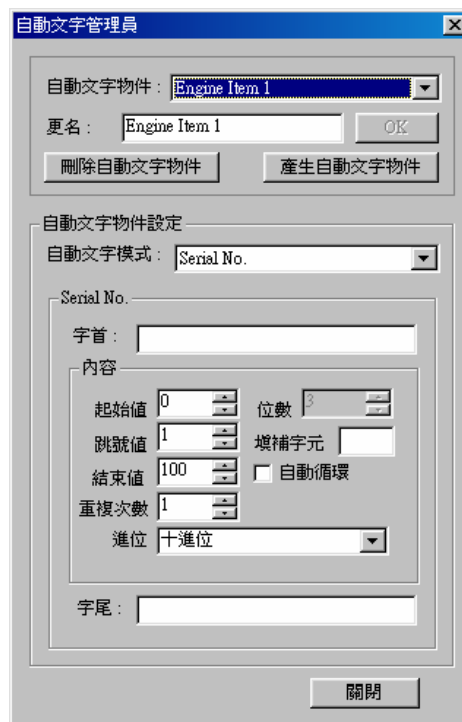 自動文字管理員
自動文字物件： Engine Item 1
更名： Engine Item 1 OK
刪除自動文字物件 產生自動文字物件
自動文字物件設定
自動文字模式： Serial No.
Serial No.
字首：
內容
起始值 0 位數 3
跳號值 1 填補字元
結束值 100 自動循環
重複次數 1
進位 十進位
字尾：
關閉